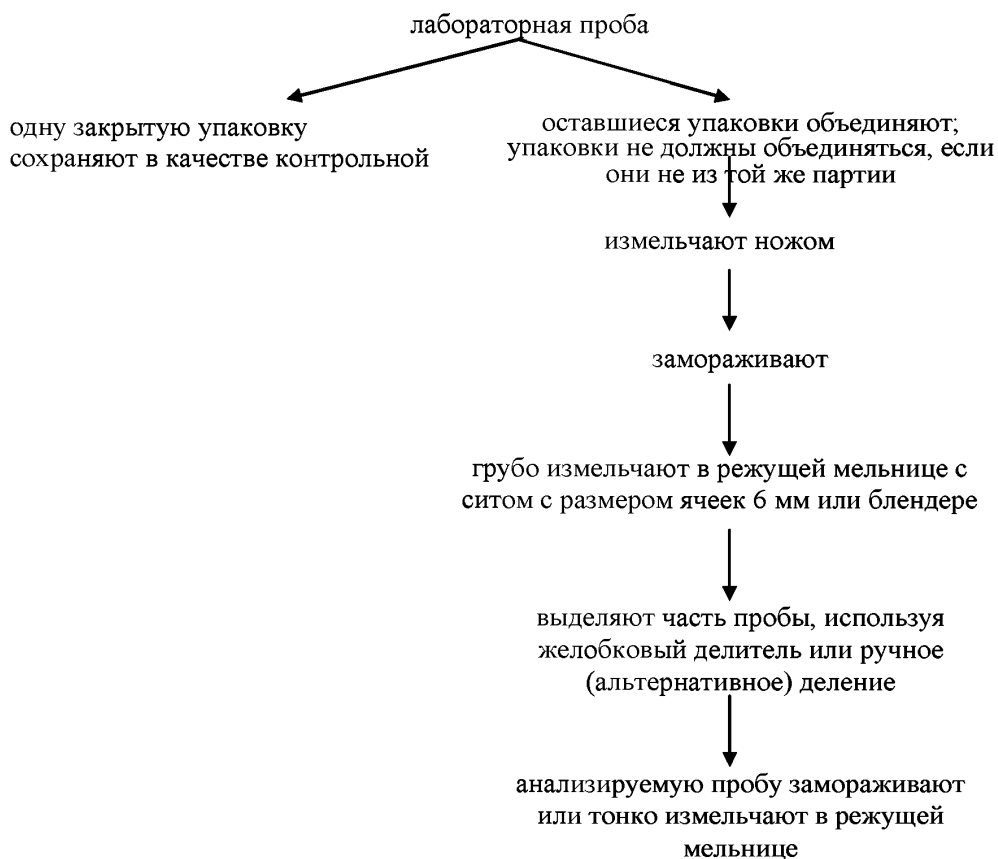 лабораторная проба
одну закрытую упаковку
сохраняют в качестве контрольной
оставшиеся упаковки объединяют;
упаковки не должны объединяться, если
они не из той же партии
измельчают ножом
замораживают
грубо измельчают в режущей мельнице с
ситом с размером ячеек 6 мм или блендере
выделяют часть пробы, используя
желобковый делитель или ручное
(альтернативное) деление
анализируемую пробу замораживают
или тонко измельчают в режущей
мельнице